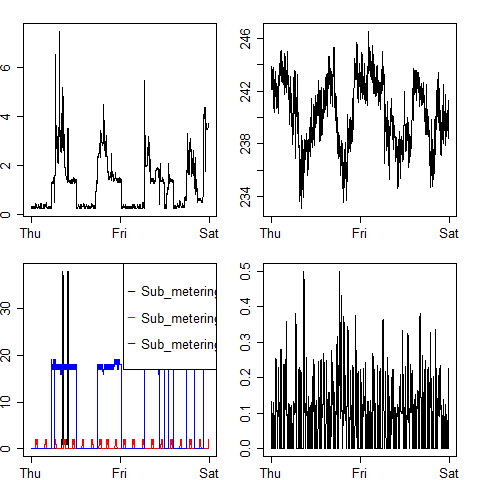 6
4
2
0
Thu Fri Sat
246
242
238
234
Thu Fri Sat
30
20
10
0
Sub_metering
Sub_metering
Sub_metering
Thu Fri Sat
0.5
0.4
0.3
0.2
0.1
0.0
Thu Fri Sat